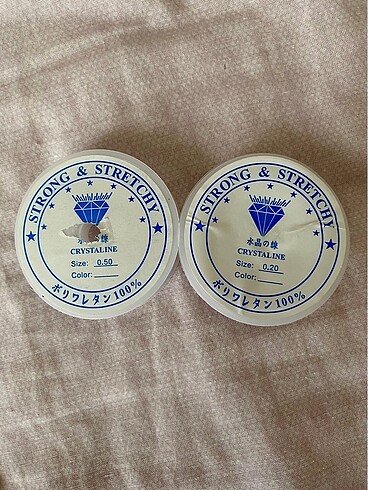 STRONG & STRETCHY
CRYSTALINE
Size: 0.50
Color:
ポリウレタン100%
STRONG & STRETCHY
水晶の線
CRYSTALINE
Size: 0.20
Color:
ポリウレタン100%